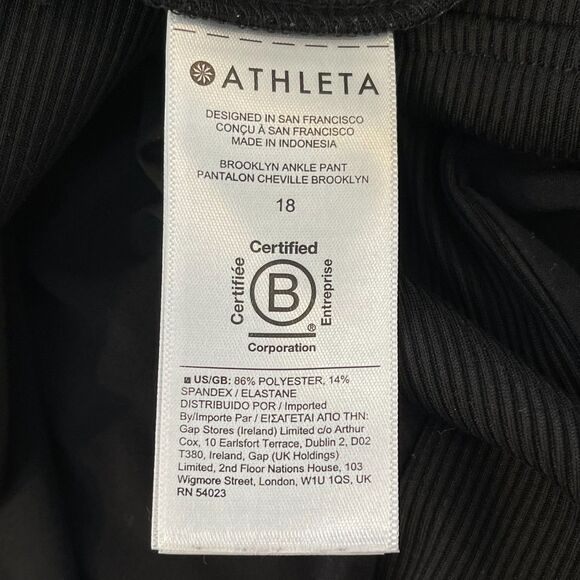 ATHLETA
DESIGNED IN SAN FRANCISCO
CONÇU À SAN FRANCISCO
MADE IN INDONESIA
BROOKLYN ANKLE PANT
PANTALON CHEVILLE BROOKLYN
18
Certified
Certifiée
B
Entreprise
®
Corporation
US/GB: 86% POLYESTER, 14%
SPANDEX / ELASTANE
DISTRIBUIDO POR / Imported
By/Importe Par / ΕΙΣΑΓΕΤΑΙ ΑΠΟ ΤΗΝ:
Gap Stores (Ireland) Limited c/o Arthur
Cox, 10 Earlsfort Terrace, Dublin 2, D02
T380, Ireland, Gap (UK Holdings)
Limited, 2nd Floor Nations House, 103
Wigmore Street, London, W1U 1QS, UK
RN 54023